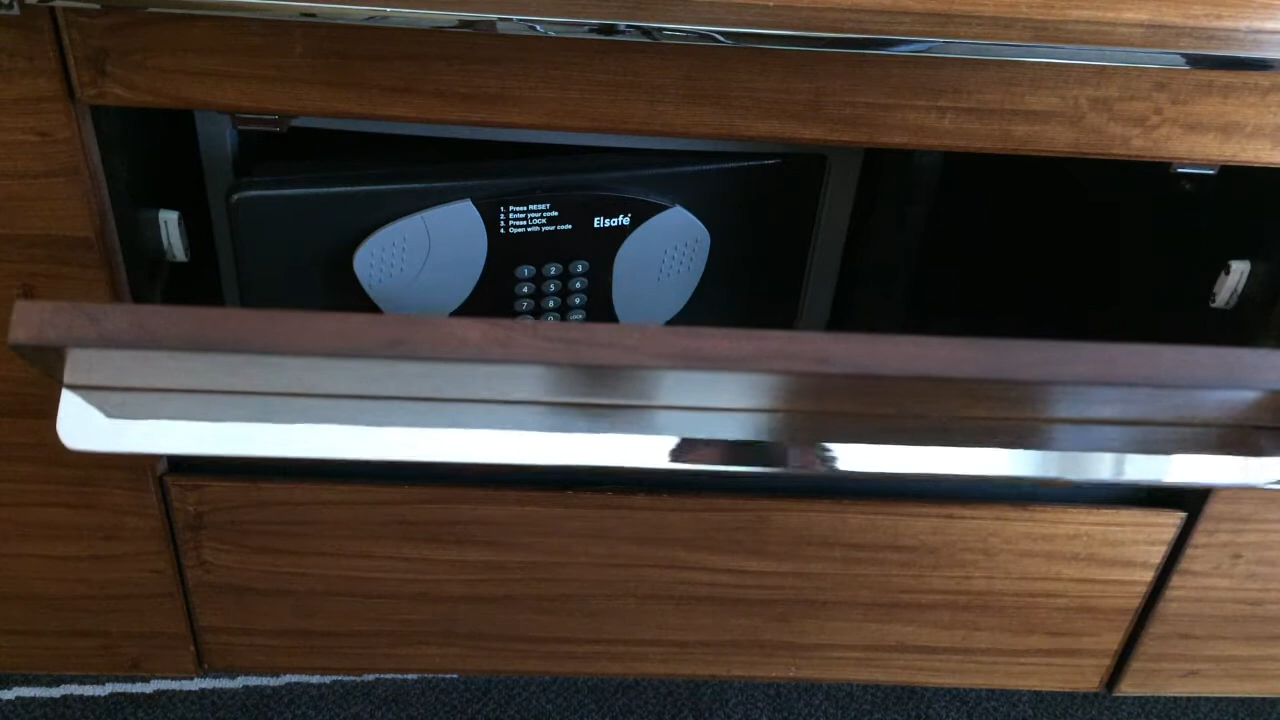 1. Press RESET
2. Enter your code
3. Press LOCK
4. Open with your code
Elsafe
1 2 3
4 5 6
7 8 9
0 LOCK